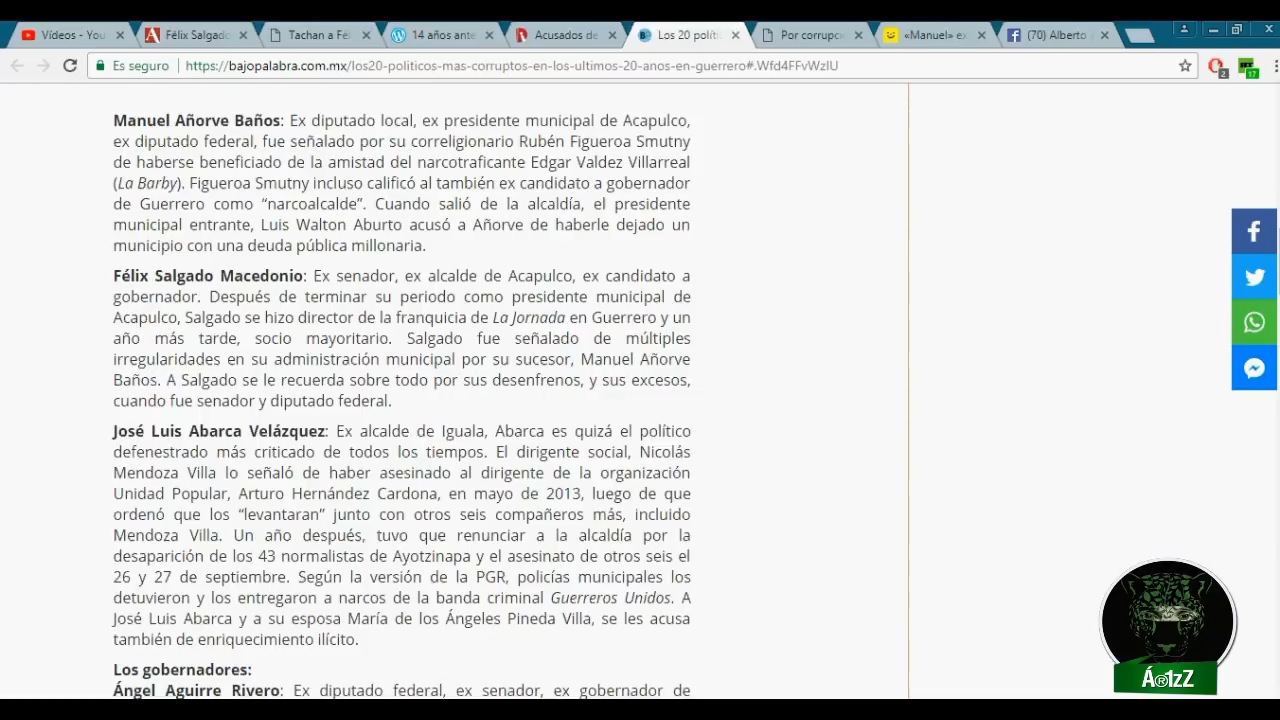 Vídeos - You
Félix Salgado
Tachan a Fé
14 años ante
Acusados de
Los 20 políti
Por corrupc
«Manuel» e
(70) Alberto
Es seguro
https://bajopalabra.com.mx/los20-politicos-mas-corruptos-en-los-ultimos-20-anos-en-guerrero#.Wfd4FFvWzIU
2
17
Manuel Añorve Baños: Ex diputado local, ex presidente municipal de Acapulco,
ex diputado federal, fue señalado por su correligionario Rubén Figueroa Smutny
de haberse beneficiado de la amistad del narcotraficante Edgar Valdez Villarreal
(La Barby). Figueroa Smutny incluso calificó al también ex candidato a gobernador
de Guerrero como “narcoalcalde”. Cuando salió de la alcaldía, el presidente
municipal entrante, Luis Walton Aburto acusó a Añorve de haberle dejado un
municipio con una deuda pública millonaria.
Félix Salgado Macedonio: Ex senador, ex alcalde de Acapulco, ex candidato a
gobernador. Después de terminar su periodo como presidente municipal de
Acapulco, Salgado se hizo director de la franquicia de La Jornada en Guerrero y un
año más tarde, socio mayoritario. Salgado fue señalado de múltiples
irregularidades en su administración municipal por su sucesor, Manuel Añorve
Baños. A Salgado se le recuerda sobre todo por sus desenfrenos, y sus excesos,
cuando fue senador y diputado federal.
José Luis Abarca Velázquez: Ex alcalde de Iguala, Abarca es quizá el político
defenestrado más criticado de todos los tiempos. El dirigente social, Nicolás
Mendoza Villa lo señaló de haber asesinado al dirigente de la organización
Unidad Popular, Arturo Hernández Cardona, en mayo de 2013, luego de que
ordenó que los “levantaran” junto con otros seis compañeros más, incluido
Mendoza Villa. Un año después, tuvo que renunciar a la alcaldía por la
desaparición de los 43 normalistas de Ayotzinapa y el asesinato de otros seis el
26 y 27 de septiembre. Según la versión de la PGR, policías municipales los
detuvieron y los entregaron a narcos de la banda criminal Guerreros Unidos. A
José Luis Abarca y a su esposa María de los Ángeles Pineda Villa, se les acusa
también de enriquecimiento ilícito.
Los gobernadores:
Ángel Aguirre Rivero: Ex diputado federal, ex senador, ex gobernador de
Á®1zZ